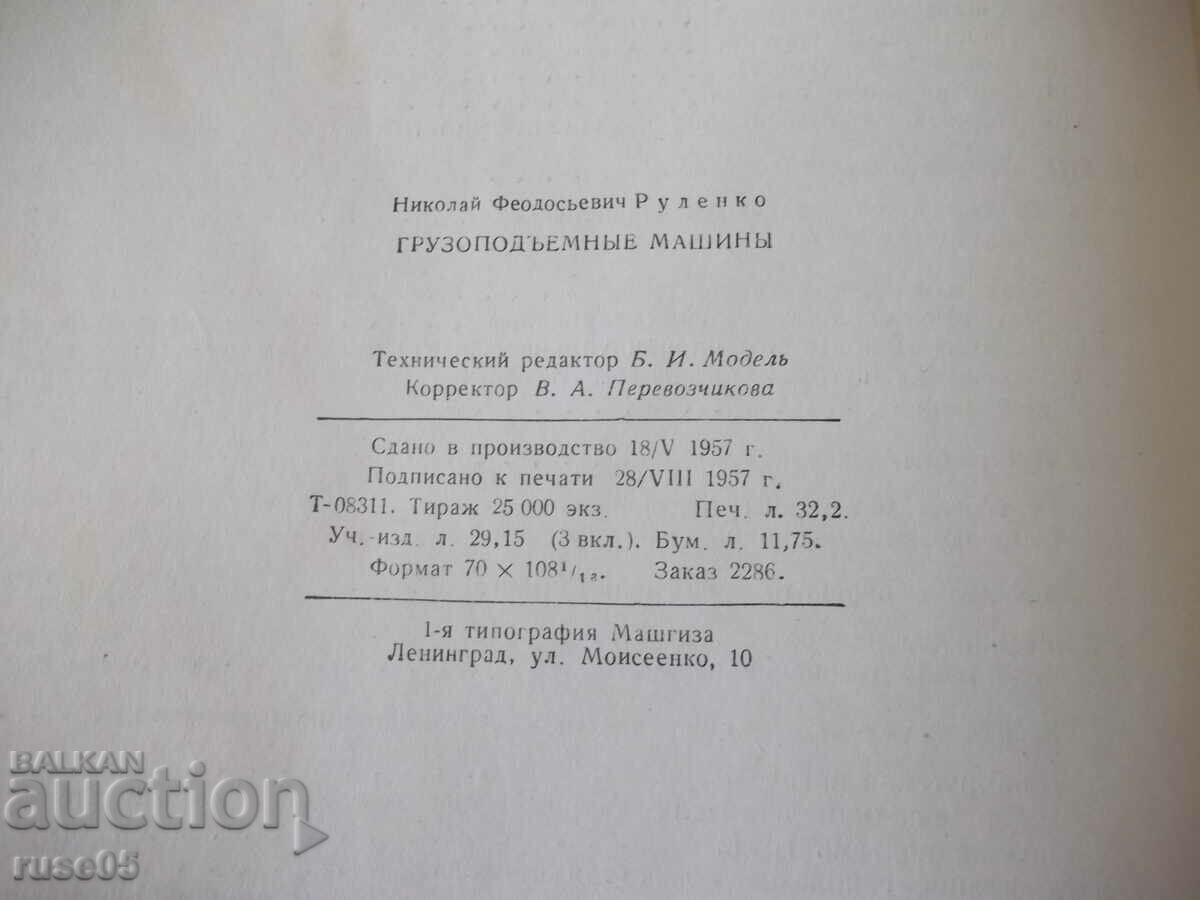 Николай Феодосьевич Руленко
ГРУЗОПОДЪЕМНЫЕ МАШИНЫ
Технический редактор Б. И. Модель
Корректор В. А. Перевозчикова
Сдано в производство 18/V 1957 г.
Подписано к печати 28/VIII 1957 г.
Т-08311. Тираж 25 000 экз. Печ. л. 32,2.
Уч.-изд. л. 29,15 (3 вкл.). Бум. л. 11,75.
Формат 70 × 108¹/₁₆. Заказ 2286.
1-я типография Машгиза
Ленинград, ул. Моисеенко, 10
BALKAN
auction
ruse05